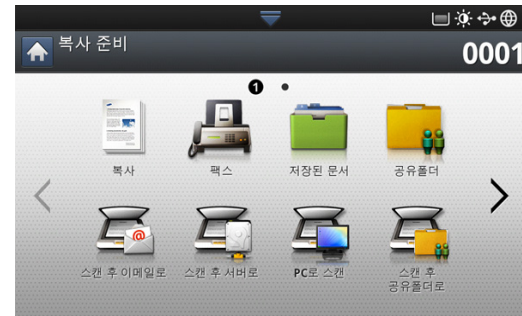 복사 준비
0001
1
복사
팩스
저장된 문서
공유폴더
@
스캔 후 이메일로
스캔 후 서버로
PC로 스캔
스캔 후
공유폴더로